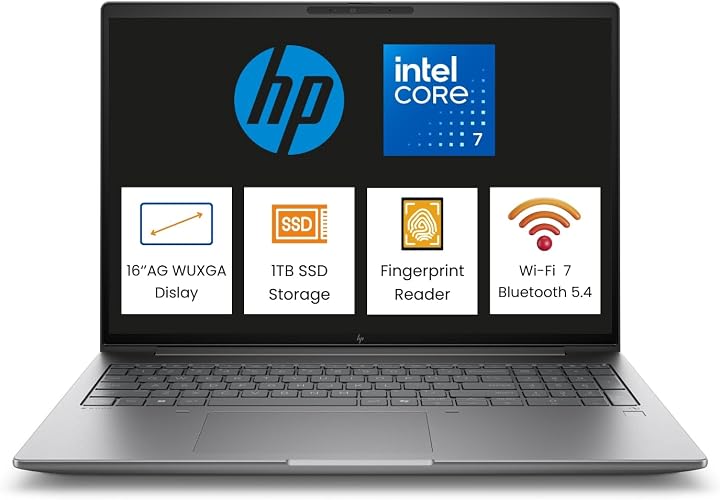 hp
intel
CORE
7
16″AG WUXGA
Dislay
SSD
1TB SSD
Storage
Fingerprint
Reader
Wi-Fi 7
Bluetooth 5.4
hp